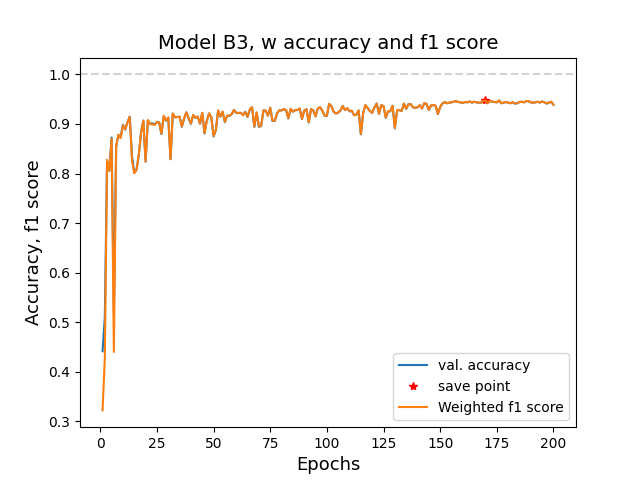 Model B3, w accuracy and f1 score
1.0
0.9
0.8
0.7
0.6
0.5
0.4
0.3
Accuracy, f1 score
0 25 50 75 100 125 150 175 200
Epochs
val. accuracy
save point
Weighted f1 score